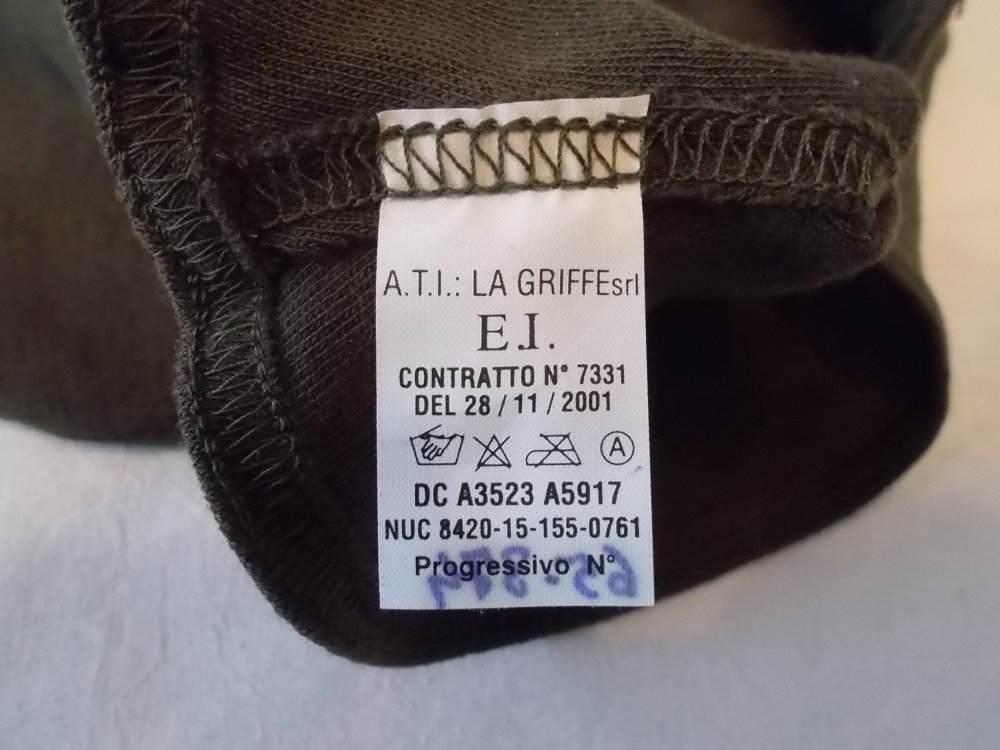 A.T.I.: LA GRIFFEsrl
E.I.
CONTRATTO N° 7331
DEL 28 / 11 / 2001
A
DC A3523 A5917
NUC 8420-15-155-0761
Progressivo N°